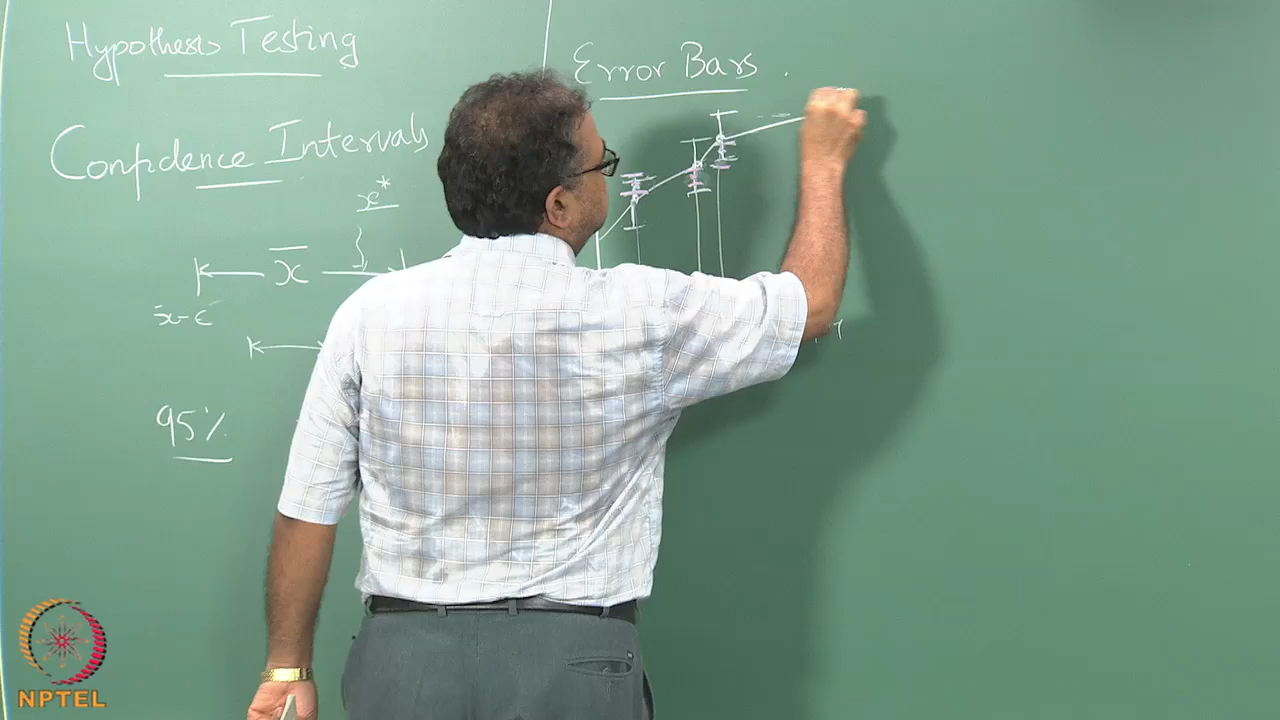 Hypothesis Testing
Confidence Intervals
x*
x̄
x̄-ε
95%
Error Bars.
NPTEL